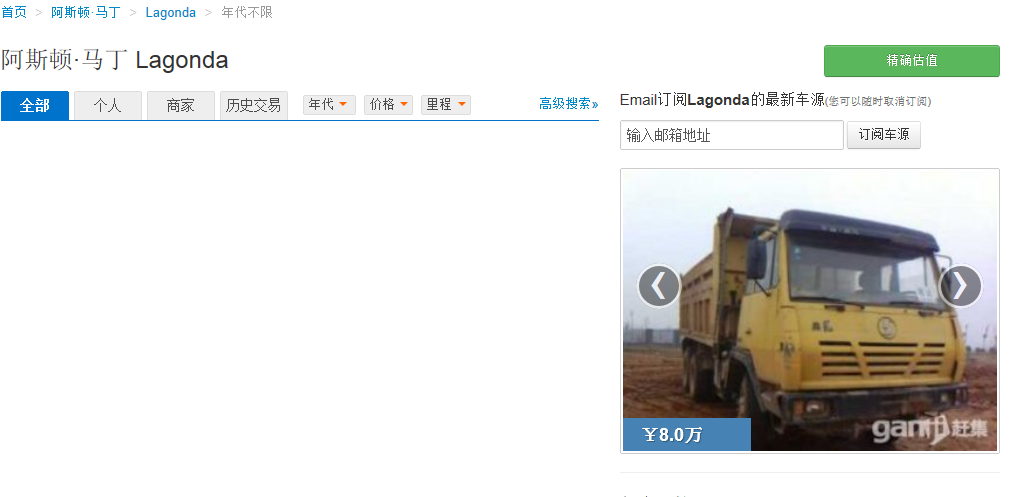 首页 > 阿斯顿·马丁 > Lagonda > 年代不限
阿斯顿·马丁 Lagonda
精确估值
全部 个人 商家 历史交易 年代 价格 里程 高级搜索»
Email订阅Lagonda的最新车源(您可以随时取消订阅)
输入邮箱地址 订阅车源
¥8.0万
ganji赶集